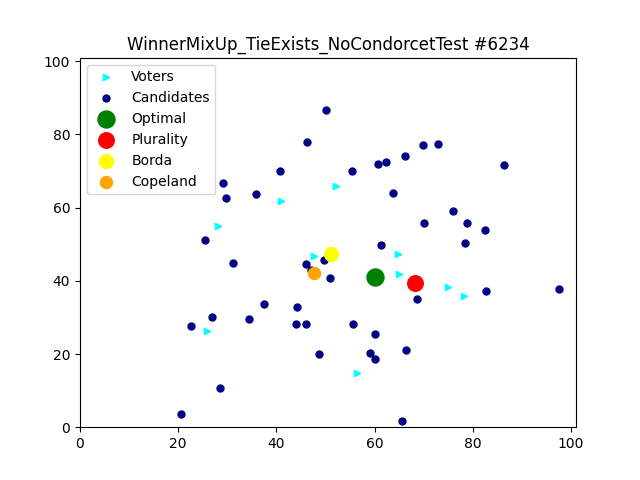 WinnerMixUp_TieExists_NoCondorcetTest #6234
Voters
Candidates
Optimal
Plurality
Borda
Copeland
100
80
60
40
20
0
0 20 40 60 80 100